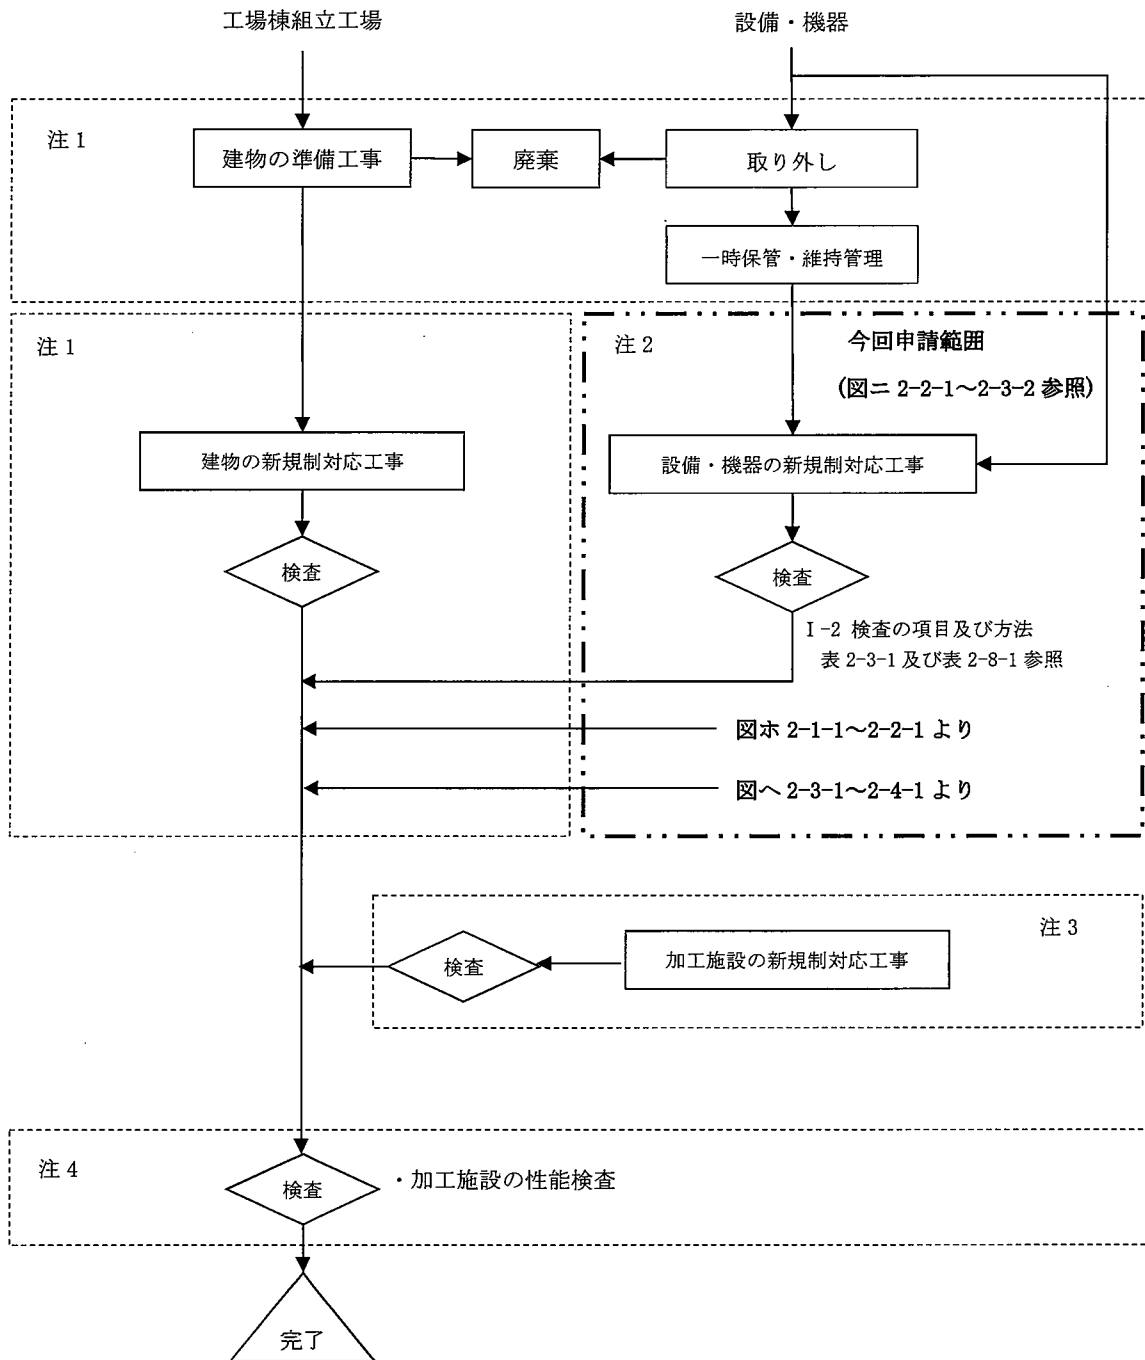 工場棟組立工場
設備・機器
注1
建物の準備工事
廃棄
取り外し
一時保管・維持管理
注1
注2
今回申請範囲
(図ニ 2-2-1～2-3-2 参照)
建物の新規制対応工事
設備・機器の新規制対応工事
検査
検査
Ⅰ-2 検査の項目及び方法
表 2-3-1 及び表 2-8-1 参照
図ホ 2-1-1～2-2-1 より
図ヘ 2-3-1～2-4-1 より
注3
検査
加工施設の新規制対応工事
注4
検査
・加工施設の性能検査
完了